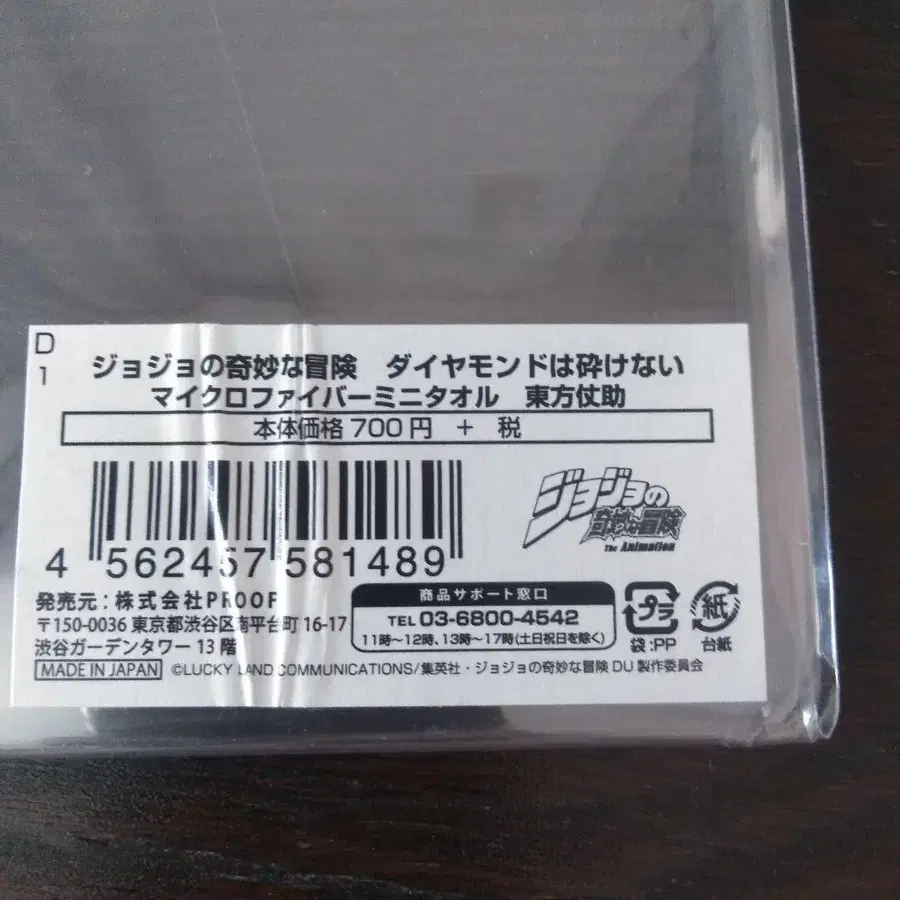 D
1
ジョジョの奇妙な冒険　ダイヤモンドは砕けない
マイクロファイバーミニタオル　東方仗助
本体価格 700 円　+　税
ジョジョの
奇妙な冒険
The Animation
4 562457 581489
発売元：株式会社PROOF
〒150-0036 東京都渋谷区南平台町 16-17
渋谷ガーデンタワー 13 階
商品サポート窓口
TEL 03-6800-4542
11時〜12時、13時〜17時(土日祝日を除く)
プラ
袋:PP
紙
台紙
MADE IN JAPAN ©LUCKY LAND COMMUNICATIONS/集英社・ジョジョの奇妙な冒険 DU 製作委員会